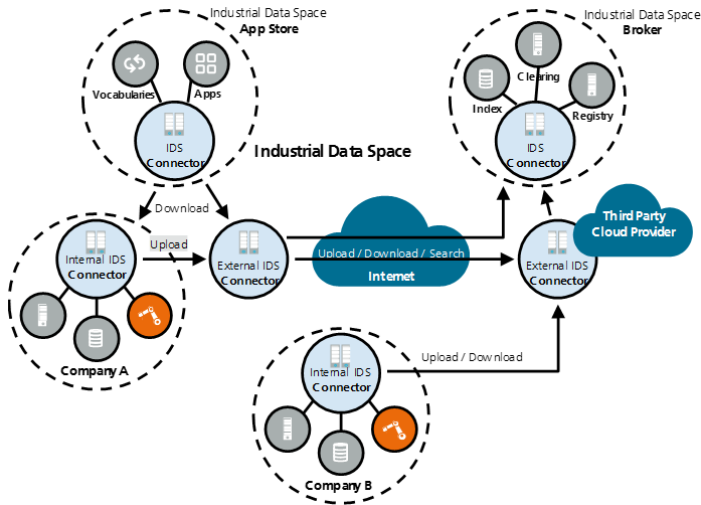 Industrial Data Space
App Store
Industrial Data Space
Broker
Vocabularies
Apps
Clearing
Index
Registry
IDS
Connector
IDS
Connector
Industrial Data Space
Download
Third Party
Cloud Provider
Upload
Internal IDS
Connector
External IDS
Connector
Upload / Download / Search
Internet
External IDS
Connector
Company A
Upload / Download
Internal IDS
Connector
Company B